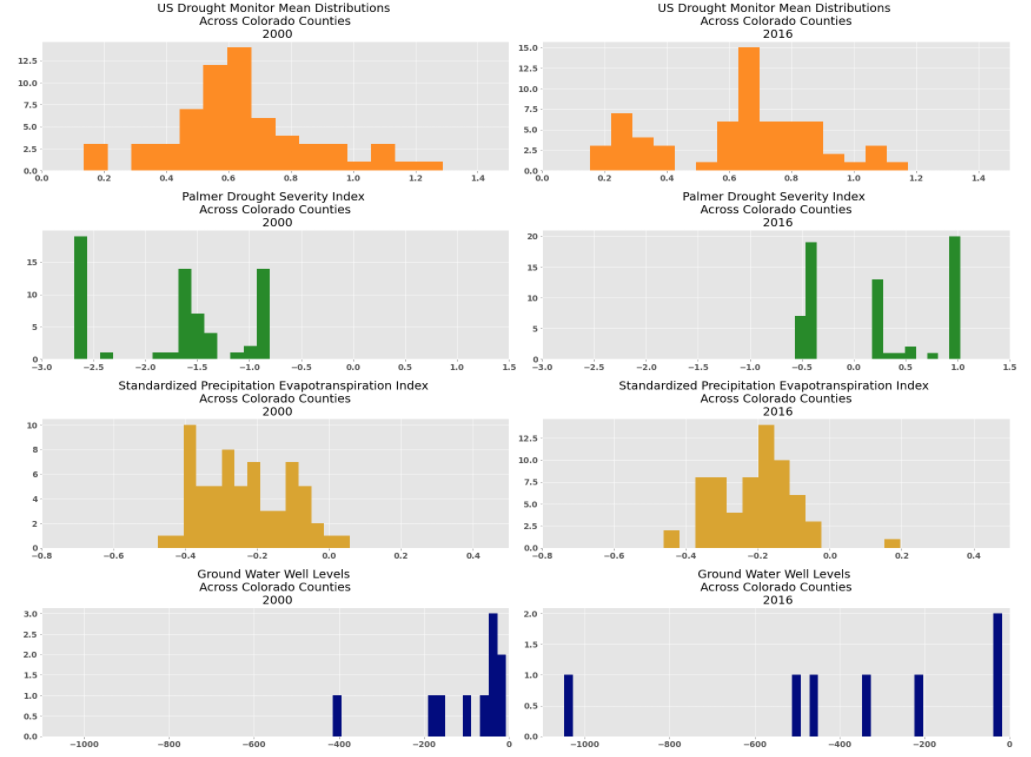 US Drought Monitor Mean Distributions
Across Colorado Counties
2000
12.5
10.0
7.5
5.0
2.5
0.0
0.0 0.2 0.4 0.6 0.8 1.0 1.2 1.4
US Drought Monitor Mean Distributions
Across Colorado Counties
2016
15.0
12.5
10.0
7.5
5.0
2.5
0.0
0.0 0.2 0.4 0.6 0.8 1.0 1.2 1.4
Palmer Drought Severity Index
Across Colorado Counties
2000
15
10
5
0
−3.0 −2.5 −2.0 −1.5 −1.0 −0.5 0.0 0.5 1.0 1.5
Palmer Drought Severity Index
Across Colorado Counties
2016
20
15
10
5
0
−3.0 −2.5 −2.0 −1.5 −1.0 −0.5 0.0 0.5 1.0 1.5
Standardized Precipitation Evapotranspiration Index
Across Colorado Counties
2000
10
8
6
4
2
0
−0.8 −0.6 −0.4 −0.2 0.0 0.2 0.4
Standardized Precipitation Evapotranspiration Index
Across Colorado Counties
2016
12.5
10.0
7.5
5.0
2.5
0.0
−0.8 −0.6 −0.4 −0.2 0.0 0.2 0.4
Ground Water Well Levels
Across Colorado Counties
2000
3.0
2.5
2.0
1.5
1.0
0.5
0.0
−1000 −800 −600 −400 −200 0
Ground Water Well Levels
Across Colorado Counties
2016
2.0
1.5
1.0
0.5
0.0
−1000 −800 −600 −400 −200 0